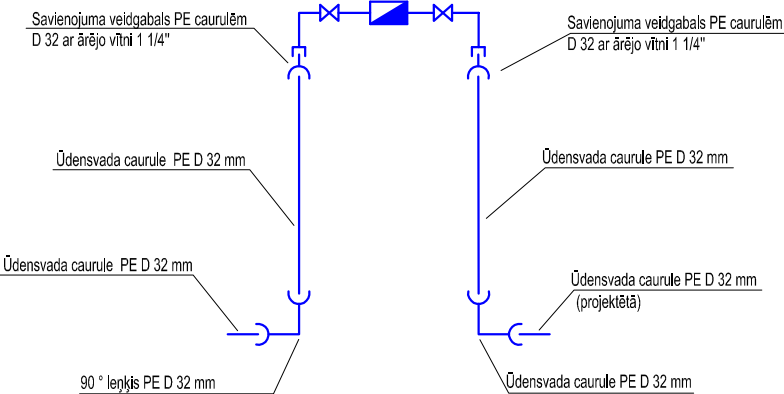 Savienojuma veidgabals PE caurulēm
D 32 ar ārējo vītni 1 1/4"
Savienojuma veidgabals PE caurulēm
D 32 ar ārējo vītni 1 1/4"
Ūdensvada caurule PE D 32 mm
Ūdensvada caurule PE D 32 mm
Ūdensvada caurule PE D 32 mm
Ūdensvada caurule PE D 32 mm
(projektētā)
90 ° leņķis PE D 32 mm
Ūdensvada caurule PE D 32 mm